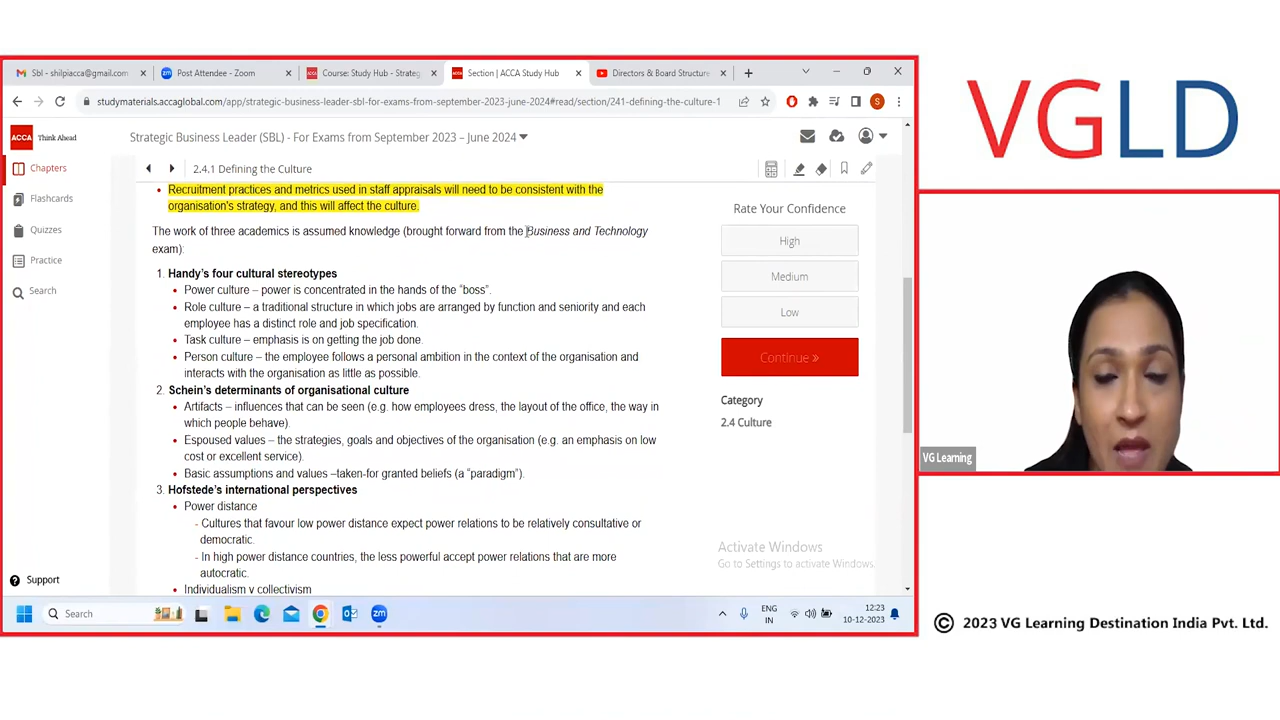 Sbl - shilpiacca@gmail.com
Post Attendee - Zoom
Course: Study Hub - Strateg
Section | ACCA Study Hub
Directors & Board Structure
studymaterials.accaglobal.com/app/strategic-business-leader-sbl-for-exams-from-september-2023-june-2024#read/section/241-defining-the-culture-1
S
ACCA
Think Ahead
Strategic Business Leader (SBL) - For Exams from September 2023 – June 2024
Chapters
Flashcards
Quizzes
Practice
Search
Support
2.4.1 Defining the Culture
• Recruitment practices and metrics used in staff appraisals will need to be consistent with the
organisation's strategy, and this will affect the culture.
The work of three academics is assumed knowledge (brought forward from the Business and Technology
exam):
1. Handy's four cultural stereotypes
• Power culture – power is concentrated in the hands of the “boss”.
• Role culture – a traditional structure in which jobs are arranged by function and seniority and each
employee has a distinct role and job specification.
• Task culture – emphasis is on getting the job done.
• Person culture – the employee follows a personal ambition in the context of the organisation and
interacts with the organisation as little as possible.
2. Schein's determinants of organisational culture
• Artifacts – influences that can be seen (e.g. how employees dress, the layout of the office, the way in
which people behave).
• Espoused values – the strategies, goals and objectives of the organisation (e.g. an emphasis on low
cost or excellent service).
• Basic assumptions and values –taken-for granted beliefs (a “paradigm”).
3. Hofstede's international perspectives
• Power distance
- Cultures that favour low power distance expect power relations to be relatively consultative or
democratic.
- In high power distance countries, the less powerful accept power relations that are more
autocratic.
• Individualism v collectivism
Rate Your Confidence
High
Medium
Low
Continue »
Category
2.4 Culture
Activate Windows
Go to Settings to activate Windows.
Search
zm
ENG
IN
12:23
10-12-2023
VGLD
VG Learning
© 2023 VG Learning Destination India Pvt. Ltd.